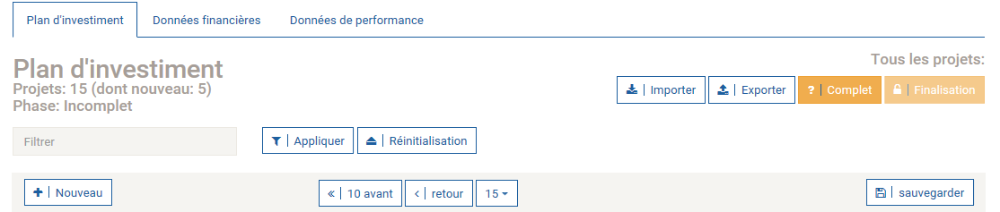 Plan d'investiment Données financières Données de performance
Plan d'investiment
Projets: 15 (dont nouveau: 5)
Phase: Incomplet
Tous les projets:
Importer Exporter ? Complet Finalisation
Filtrer Appliquer Réinitialisation
Nouveau « 10 avant < retour 15 sauvegarder